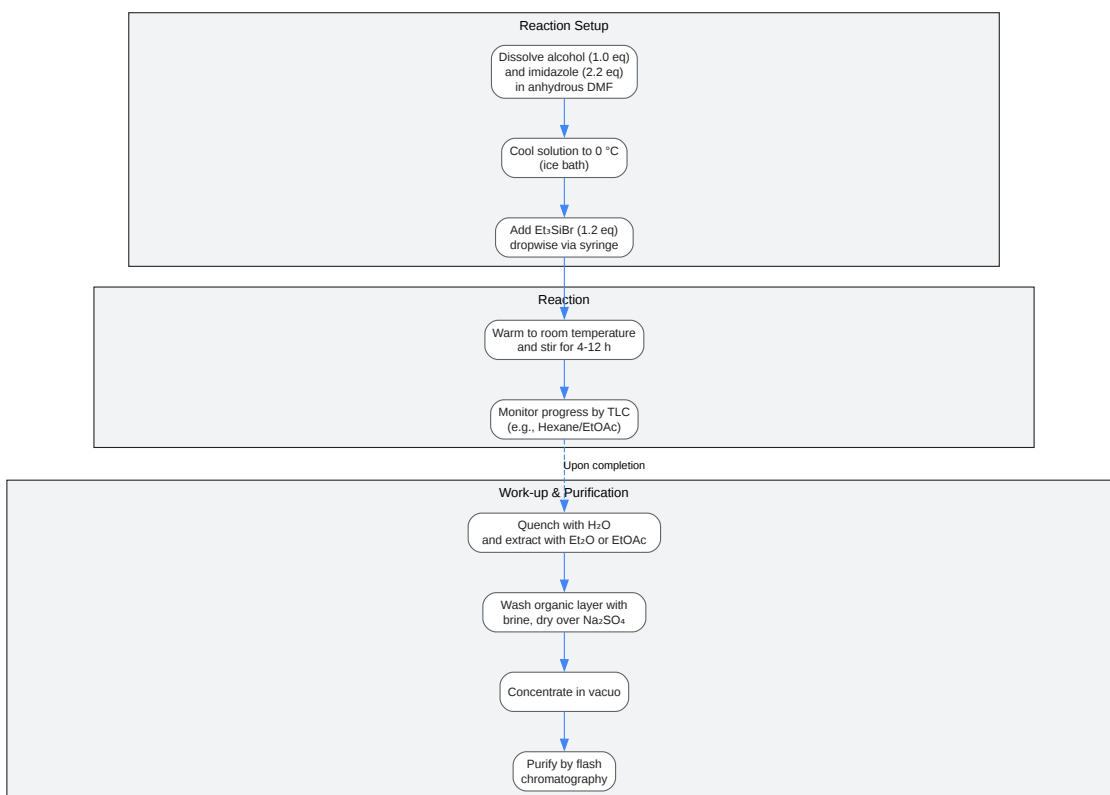 Reaction Setup
Dissolve alcohol (1.0 eq)
and imidazole (2.2 eq)
in anhydrous DMF
Cool solution to 0 °C
(ice bath)
Add Et₃SiBr (1.2 eq)
dropwise via syringe
Reaction
Warm to room temperature
and stir for 4-12 h
Monitor progress by TLC
(e.g., Hexane/EtOAc)
Upon completion
Work-up & Purification
Quench with H₂O
and extract with Et₂O or EtOAc
Wash organic layer with
brine, dry over Na₂SO₄
Concentrate in vacuo
Purify by flash
chromatography